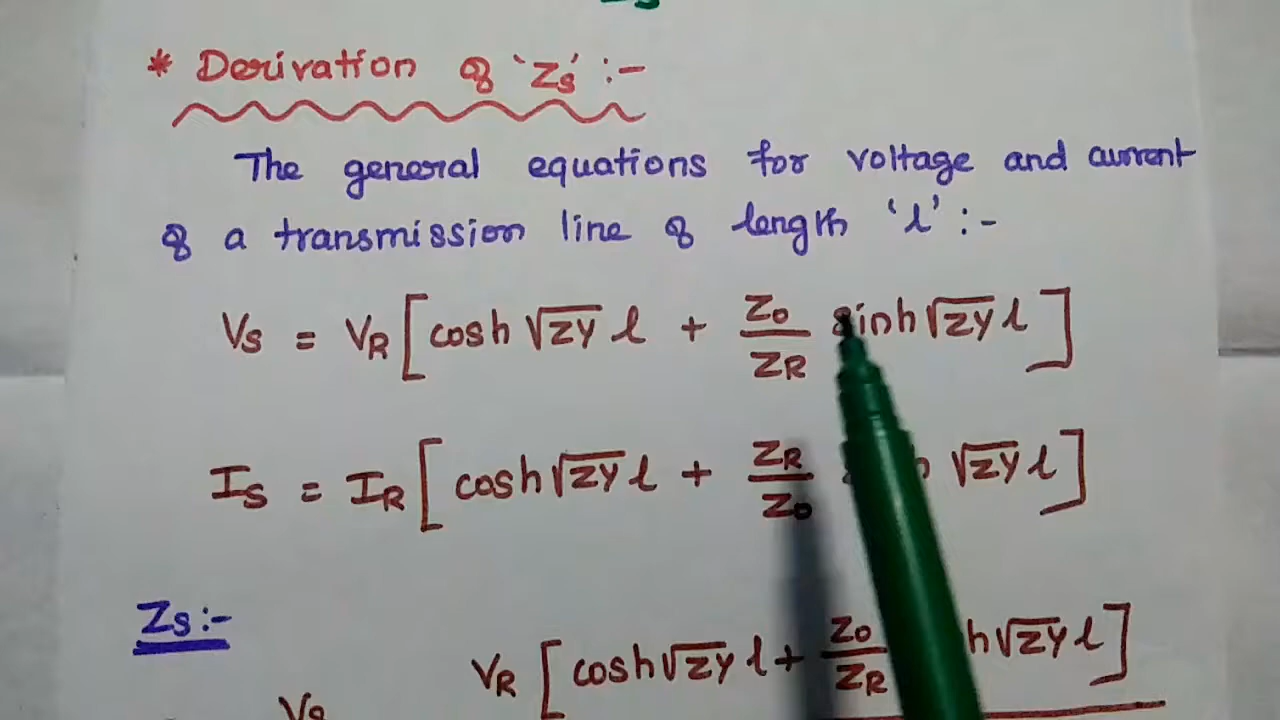 * Derivation of 'Zs' :-
The general equations for voltage and current
of a transmission line of length 'l' :-
VS = VR [cosh √ZY l + Z0/ZR sinh √ZY l]
IS = IR [cosh √ZY l + ZR/Z0 √ZY l]
Zs :-
VR [cosh √ZY l + Z0/ZR h √ZY l]
Vs